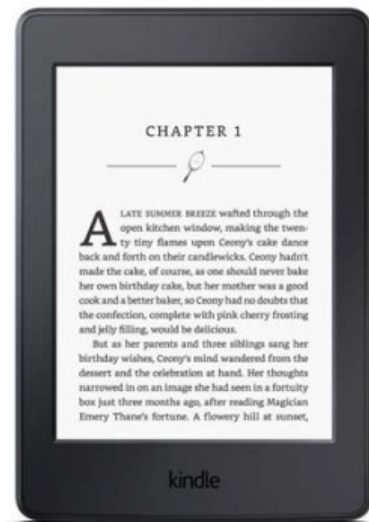 CHAPTER 1
A LATE SUMMER BREEZE wafted through the
open kitchen window, making the twen-
ty tiny flames upon Ceony's cake dance
back and forth on their candlewicks. Ceony hadn't
made the cake, of course, as one should never bake
her own birthday cake, but her mother was a good
cook and a better baker, so Ceony had no doubts that
the confection, complete with pink cherry frosting
and jelly filling, would be delicious.
But as her parents and three siblings sang her
birthday wishes, Ceony's mind wandered from the
dessert and the celebration at hand. Her thoughts
narrowed in on an image she had seen in a fortuity
box just three months ago, after reading Magician
Emery Thane's fortune. A flowery hill at sunset,
kindle